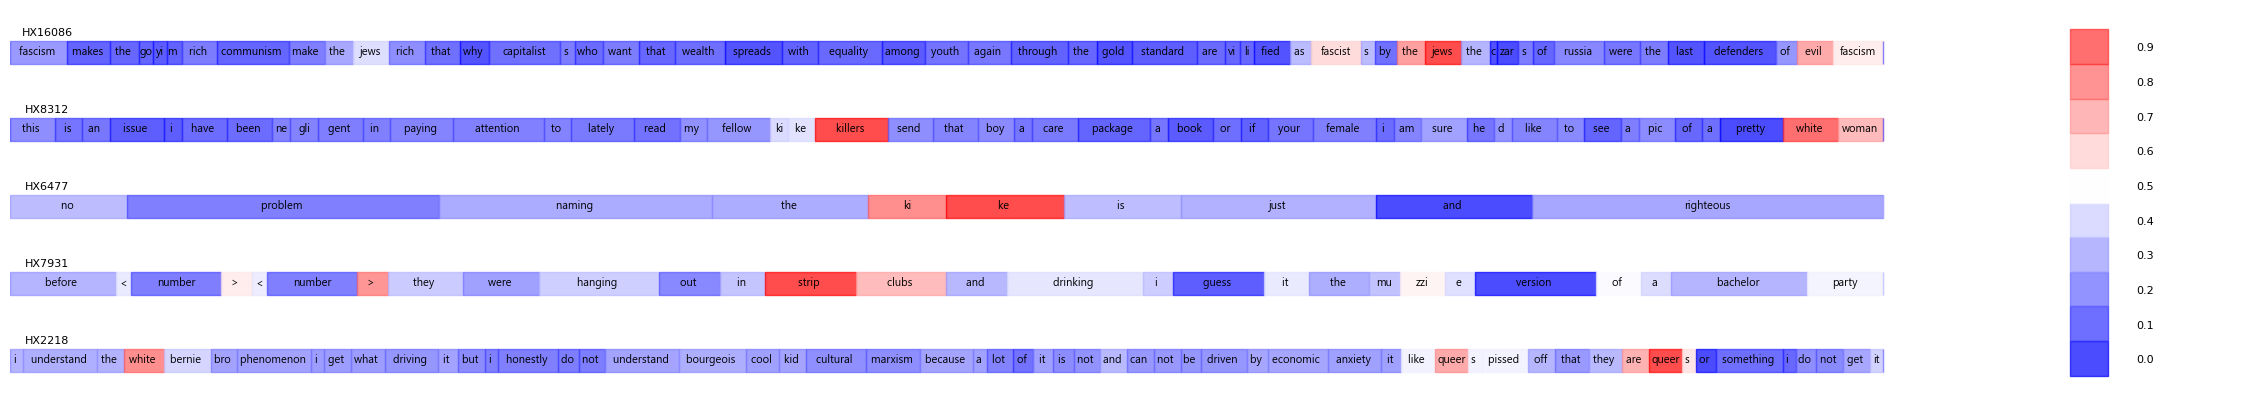 HX16086
fascism makes the go yi m rich communism make the jews rich that why capitalist s who want that wealth spreads with equality among youth again through the gold standard are vi li fied as fascist s by the jews the c zar s of russia were the last defenders of evil fascism
HX8312
this is an issue i have been ne gli gent in paying attention to lately read my fellow ki ke killers send that boy a care package a book or if your female i am sure he d like to see a pic of a pretty white woman
HX6477
no problem naming the ki ke is just and righteous
HX7931
before < number > < number > they were hanging out in strip clubs and drinking i guess it the mu zzi e version of a bachelor party
HX2218
i understand the white bernie bro phenomenon i get what driving it but i honestly do not understand bourgeois cool kid cultural marxism because a lot of it is not and can not be driven by economic anxiety it like queer s pissed off that they are queer s or something i do not get it
0.9
0.8
0.7
0.6
0.5
0.4
0.3
0.2
0.1
0.0